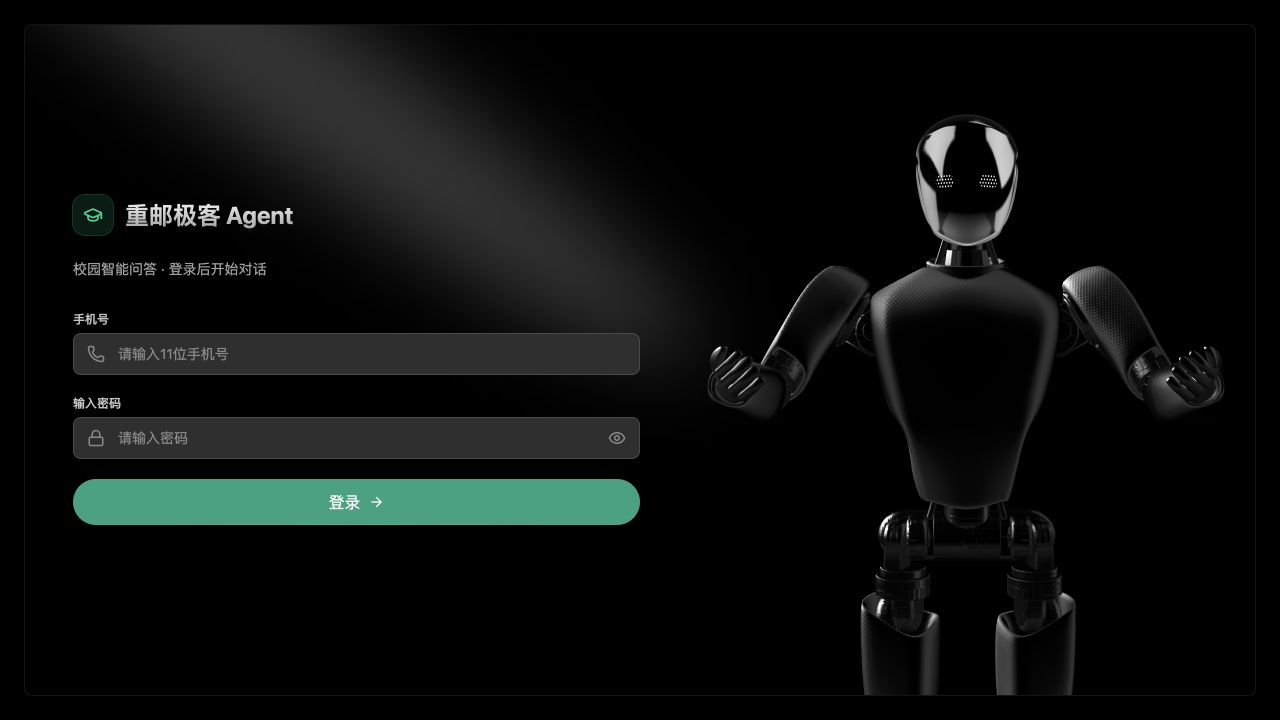 重邮极客 Agent
校园智能问答 · 登录后开始对话
手机号
请输入11位手机号
输入密码
请输入密码
登录 →